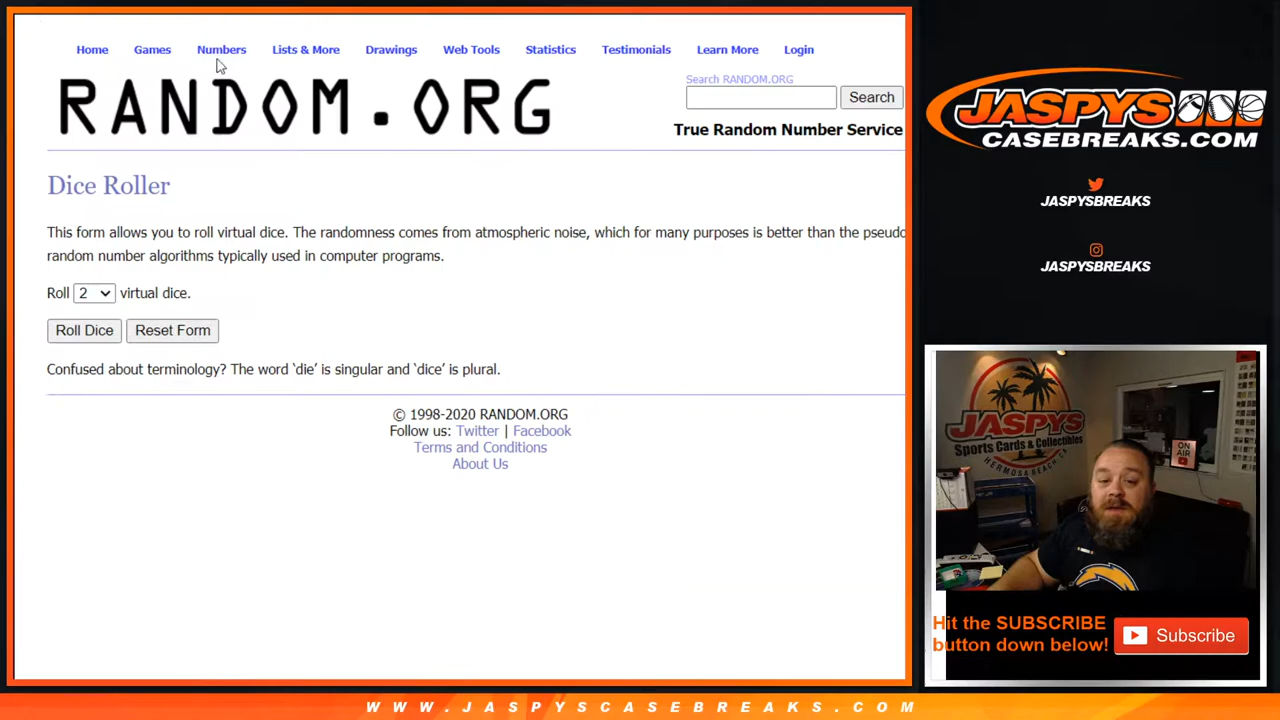 Home Games Numbers Lists & More Drawings Web Tools Statistics Testimonials Learn More Login
RANDOM.ORG
Search RANDOM.ORG
Search
True Random Number Service
Dice Roller
This form allows you to roll virtual dice. The randomness comes from atmospheric noise, which for many purposes is better than the pseudo
random number algorithms typically used in computer programs.
Roll 2 virtual dice.
Roll Dice Reset Form
Confused about terminology? The word ‘die’ is singular and ‘dice’ is plural.
© 1998-2020 RANDOM.ORG
Follow us: Twitter | Facebook
Terms and Conditions
About Us
JASPYS
CASEBREAKS.COM
JASPYSBREAKS
JASPYSBREAKS
JASPYS
Sports Cards & Collectibles
HERMOSA BEACH CA
ON
AIR
Hit the SUBSCRIBE
button down below!
Subscribe
WWW.JASPYSCASEBREAKS.COM